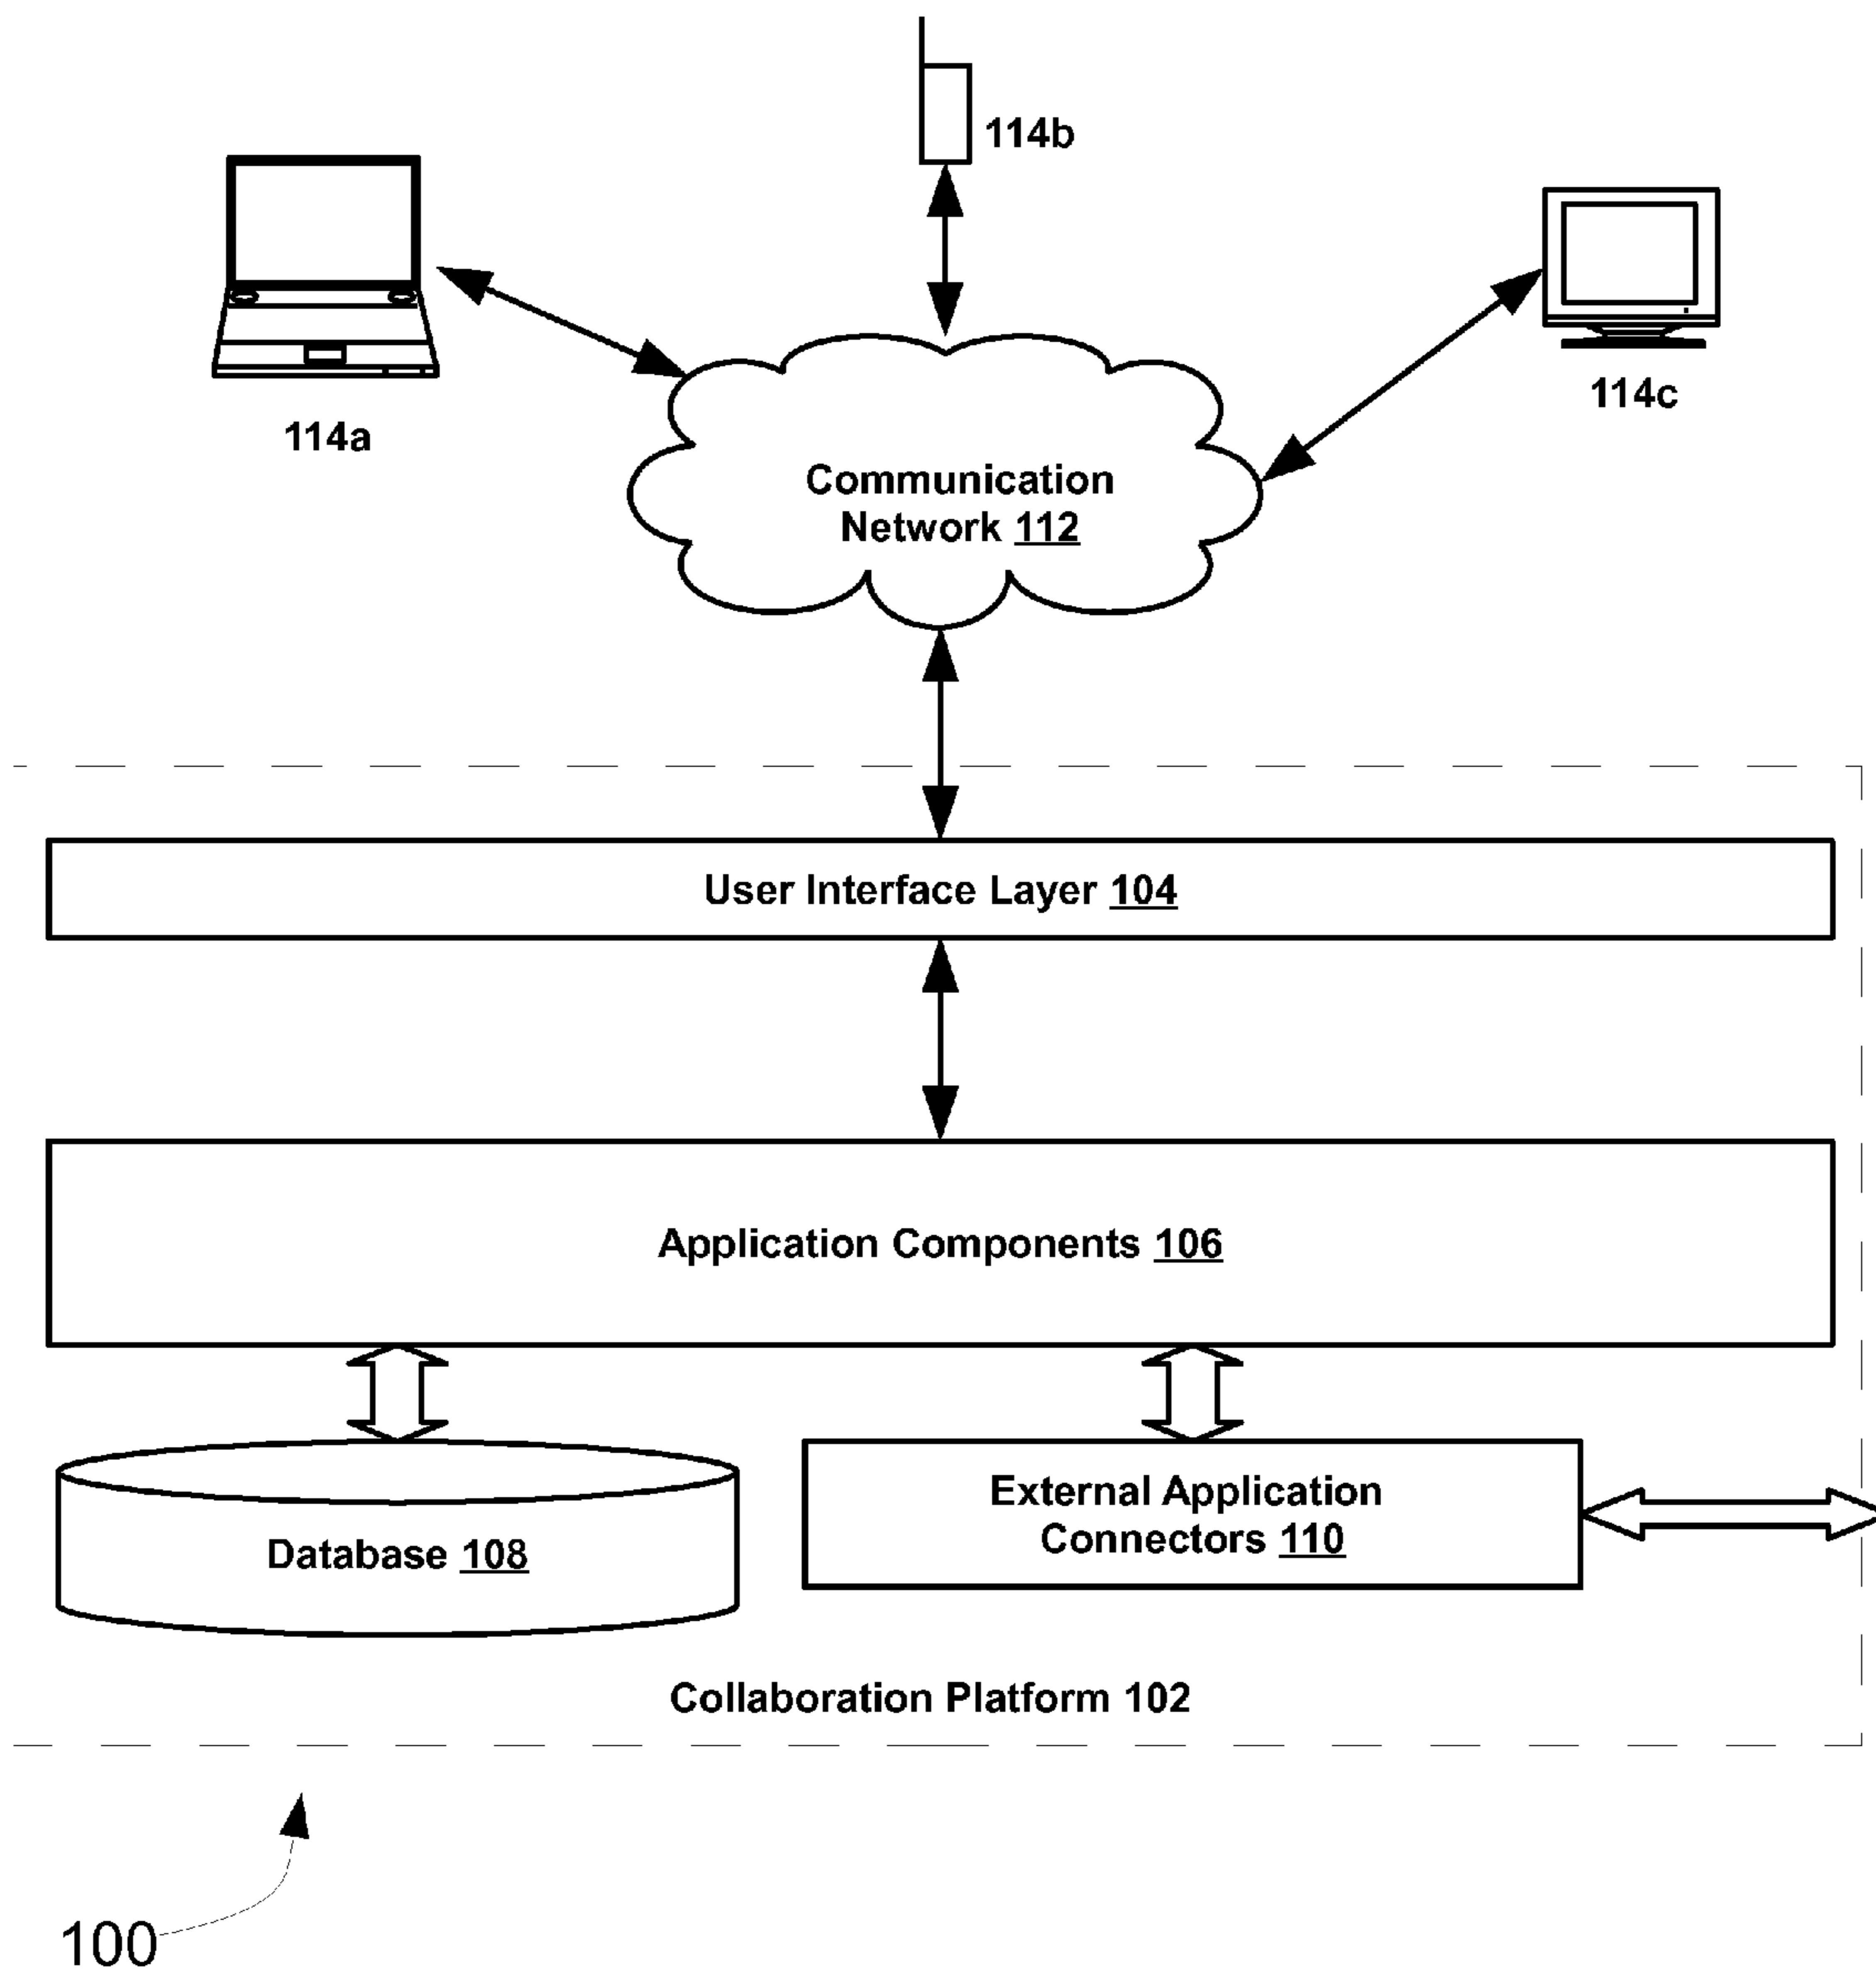 114b
114a
114c
Communication
Network 112
User Interface Layer 104
Application Components 106
External Application
Connectors 110
Database 108
Collaboration Platform 102
100